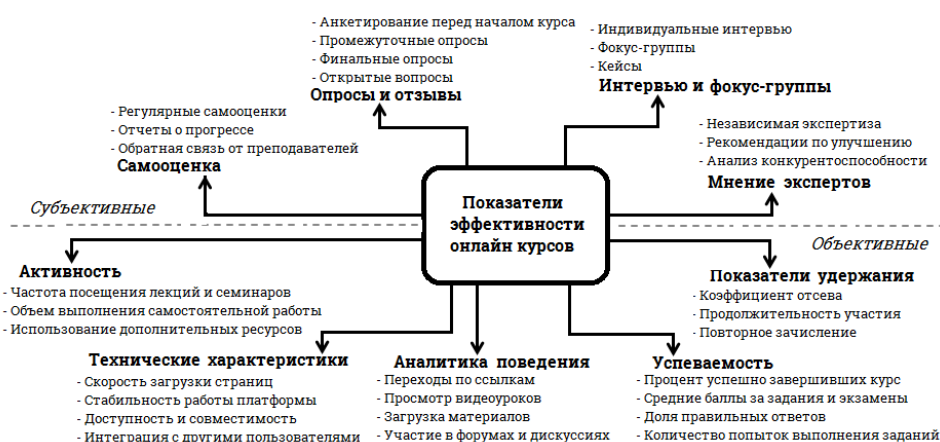 - Анкетирование перед началом курса
- Промежуточные опросы
- Финальные опросы
- Открытые вопросы
Опросы и отзывы
- Индивидуальные интервью
- Фокус-группы
- Кейсы
Интервью и фокус-группы
- Регулярные самооценки
- Отчеты о прогрессе
- Обратная связь от преподавателей
Самооценка
- Независимая экспертиза
- Рекомендации по улучшению
- Анализ конкурентоспособности
Мнение экспертов
Показатели
эффективности
онлайн курсов
Субъективные
Объективные
Активность
- Частота посещения лекций и семинаров
- Объем выполнения самостоятельной работы
- Использование дополнительных ресурсов
Показатели удержания
- Коэффициент отсева
- Продолжительность участия
- Повторное зачисление
Технические характеристики
- Скорость загрузки страниц
- Стабильность работы платформы
- Доступность и совместимость
- Интеграция с другими пользователями
Аналитика поведения
- Переходы по ссылкам
- Просмотр видеоуроков
- Загрузка материалов
- Участие в форумах и дискуссиях
Успеваемость
- Процент успешно завершивших курс
- Средние баллы за задания и экзамены
- Доля правильных ответов
- Количество попыток выполнения заданий